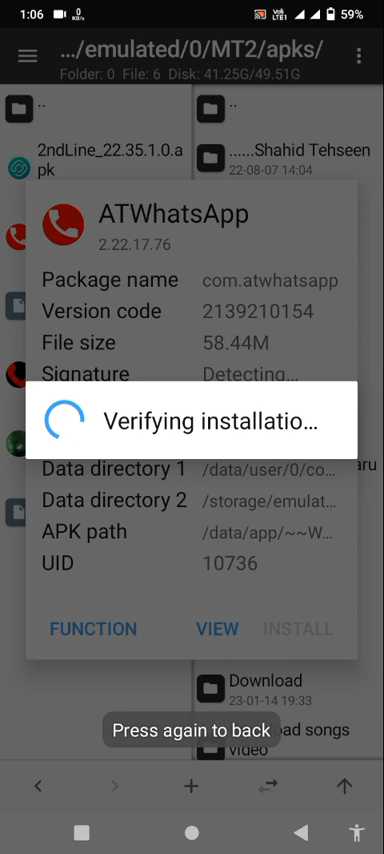 1:06 0 KB/S Vo) LTE1 59%
…/emulated/0/MT2/apks/
Folder: 0 File: 6 Disk: 41.25G/49.51G
..
..
2ndLine_22.35.1.0.a
pk
......Shahid Tehseen
22-08-07 14:04
ATWhatsApp
2.22.17.76
Package name com.atwhatsapp
Version code 2139210154
File size 58.44M
Signature Detecting…
Verifying installatio…
Data directory 1 /data/user/0/co…
aru
Data directory 2 /storage/emulat…
APK path /data/app/~~W…
UID 10736
FUNCTION VIEW INSTALL
Download
23-01-14 19:33
Press again to back
oad songs
video